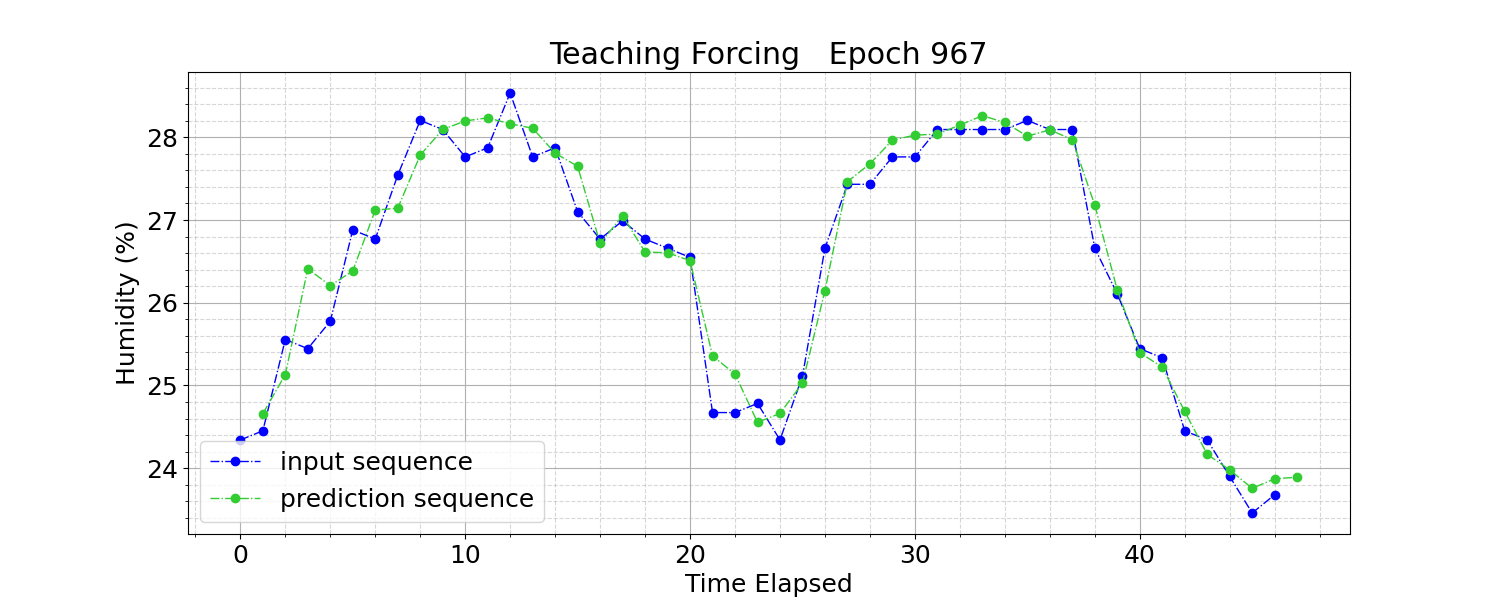 Teaching Forcing   Epoch 967
Humidity (%)
28
27
26
25
24
input sequence
prediction sequence
0 10 20 30 40
Time Elapsed